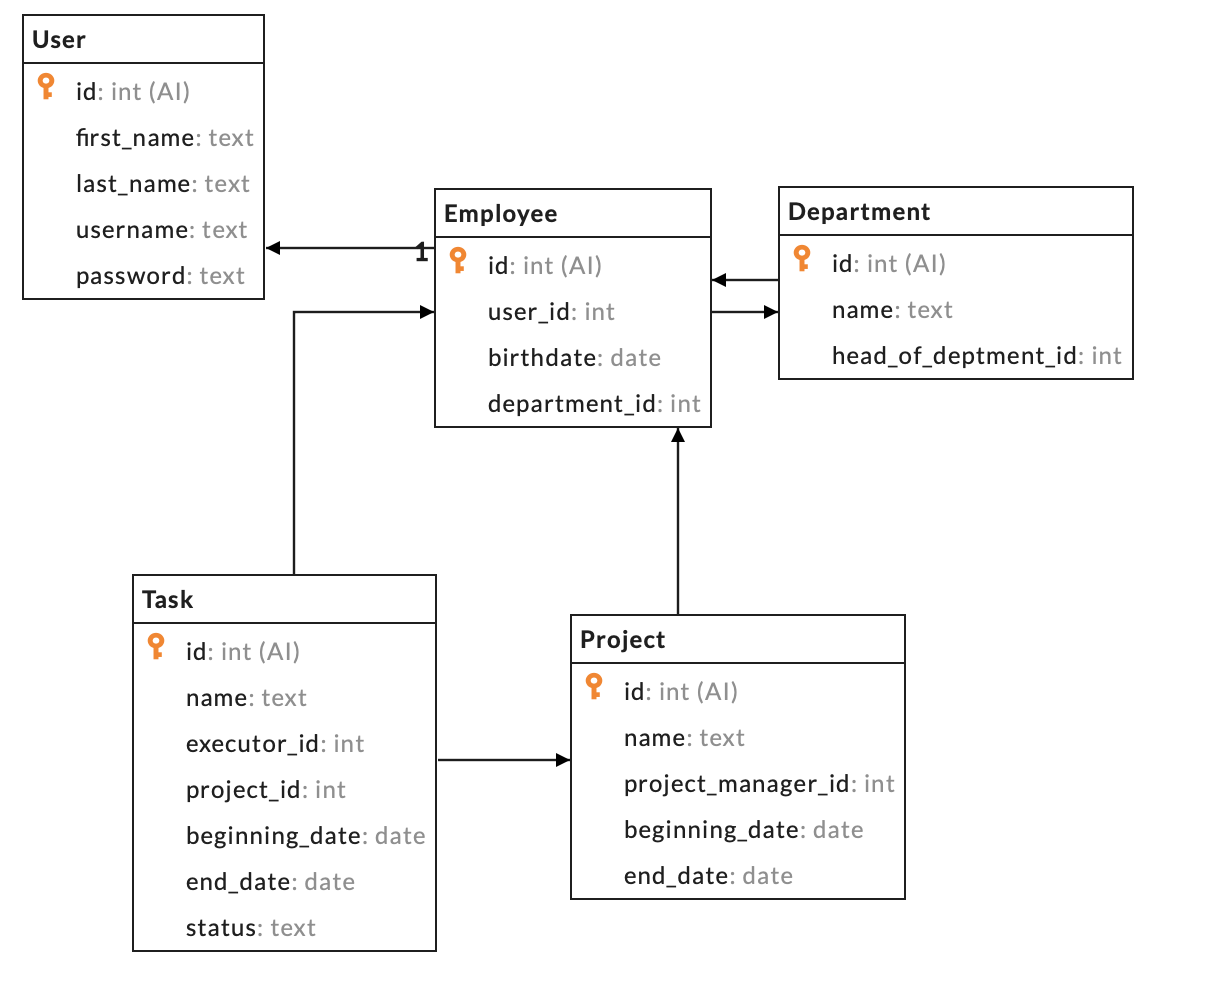 User
id: int (AI)
first_name: text
last_name: text
username: text
password: text
1
Employee
id: int (AI)
user_id: int
birthdate: date
department_id: int
Department
id: int (AI)
name: text
head_of_deptment_id: int
Task
id: int (AI)
name: text
executor_id: int
project_id: int
beginning_date: date
end_date: date
status: text
Project
id: int (AI)
name: text
project_manager_id: int
beginning_date: date
end_date: date